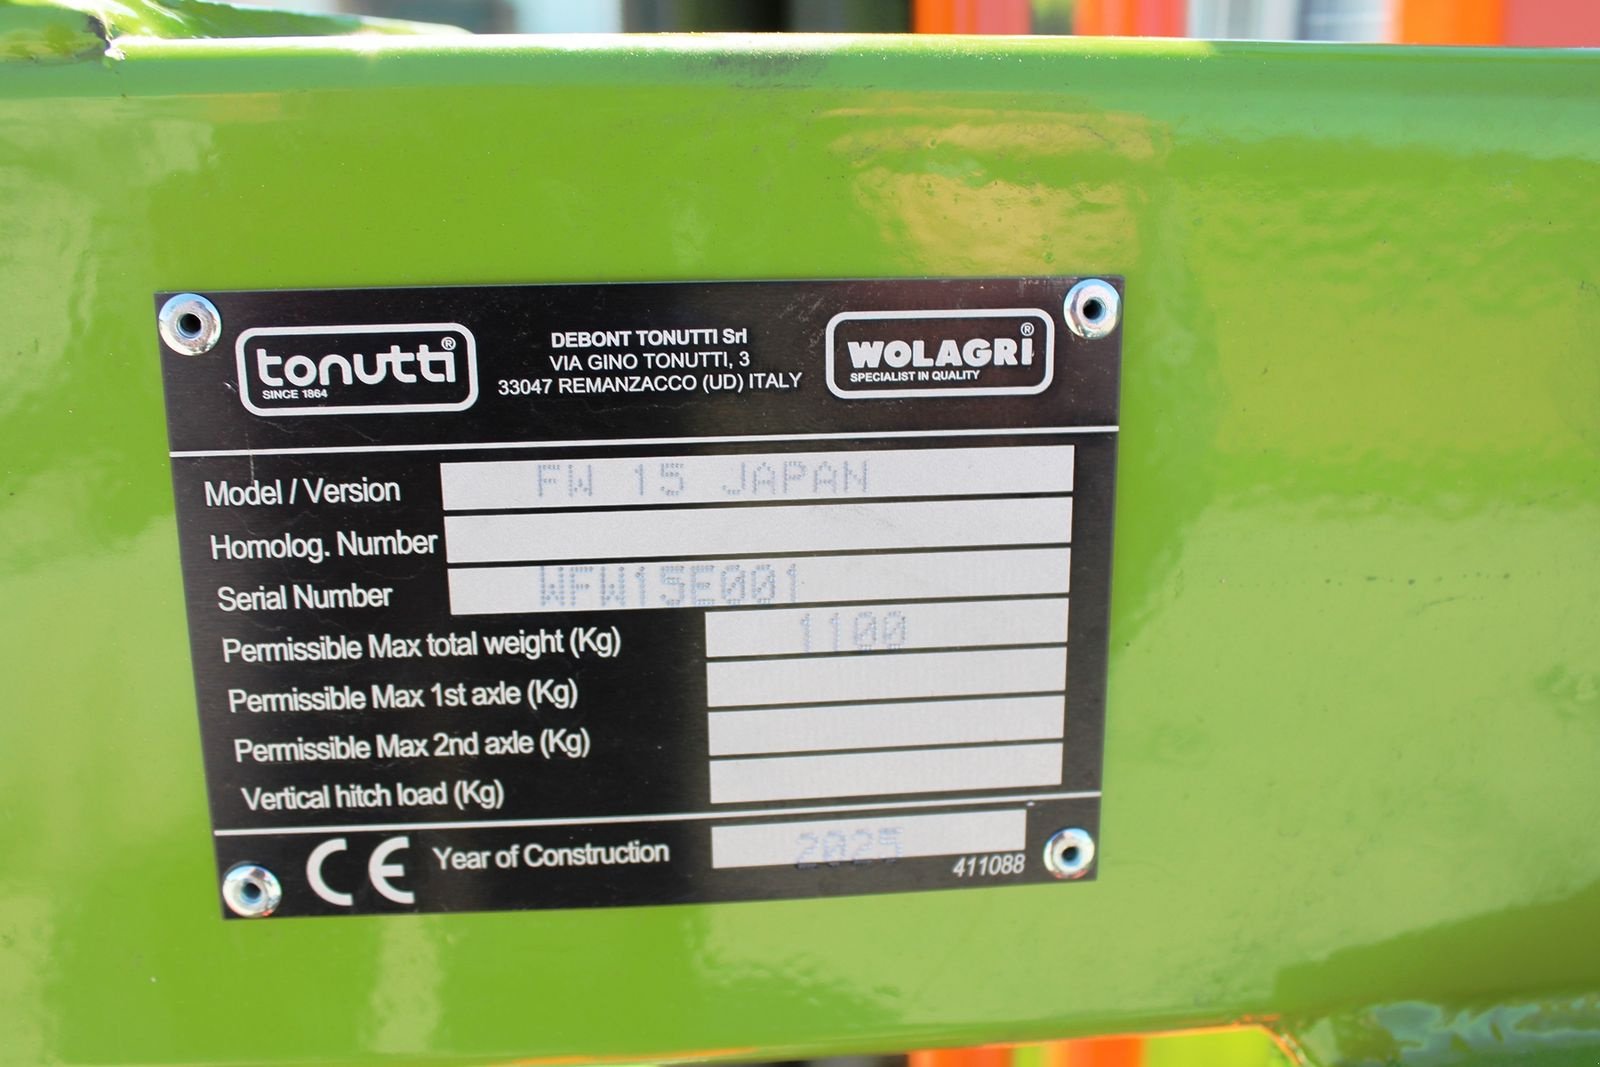 tonutti®
SINCE 1864
DEBONT TONUTTI Srl
VIA GINO TONUTTI, 3
33047 REMANZACCO (UD) ITALY
WOLAGRI®
SPECIALIST IN QUALITY
Model / Version FW 15 JAPAN
Homolog. Number
Serial Number WFW15E001
Permissible Max total weight (Kg) 1100
Permissible Max 1st axle (Kg)
Permissible Max 2nd axle (Kg)
Vertical hitch load (Kg)
CE Year of Construction 2025
411088